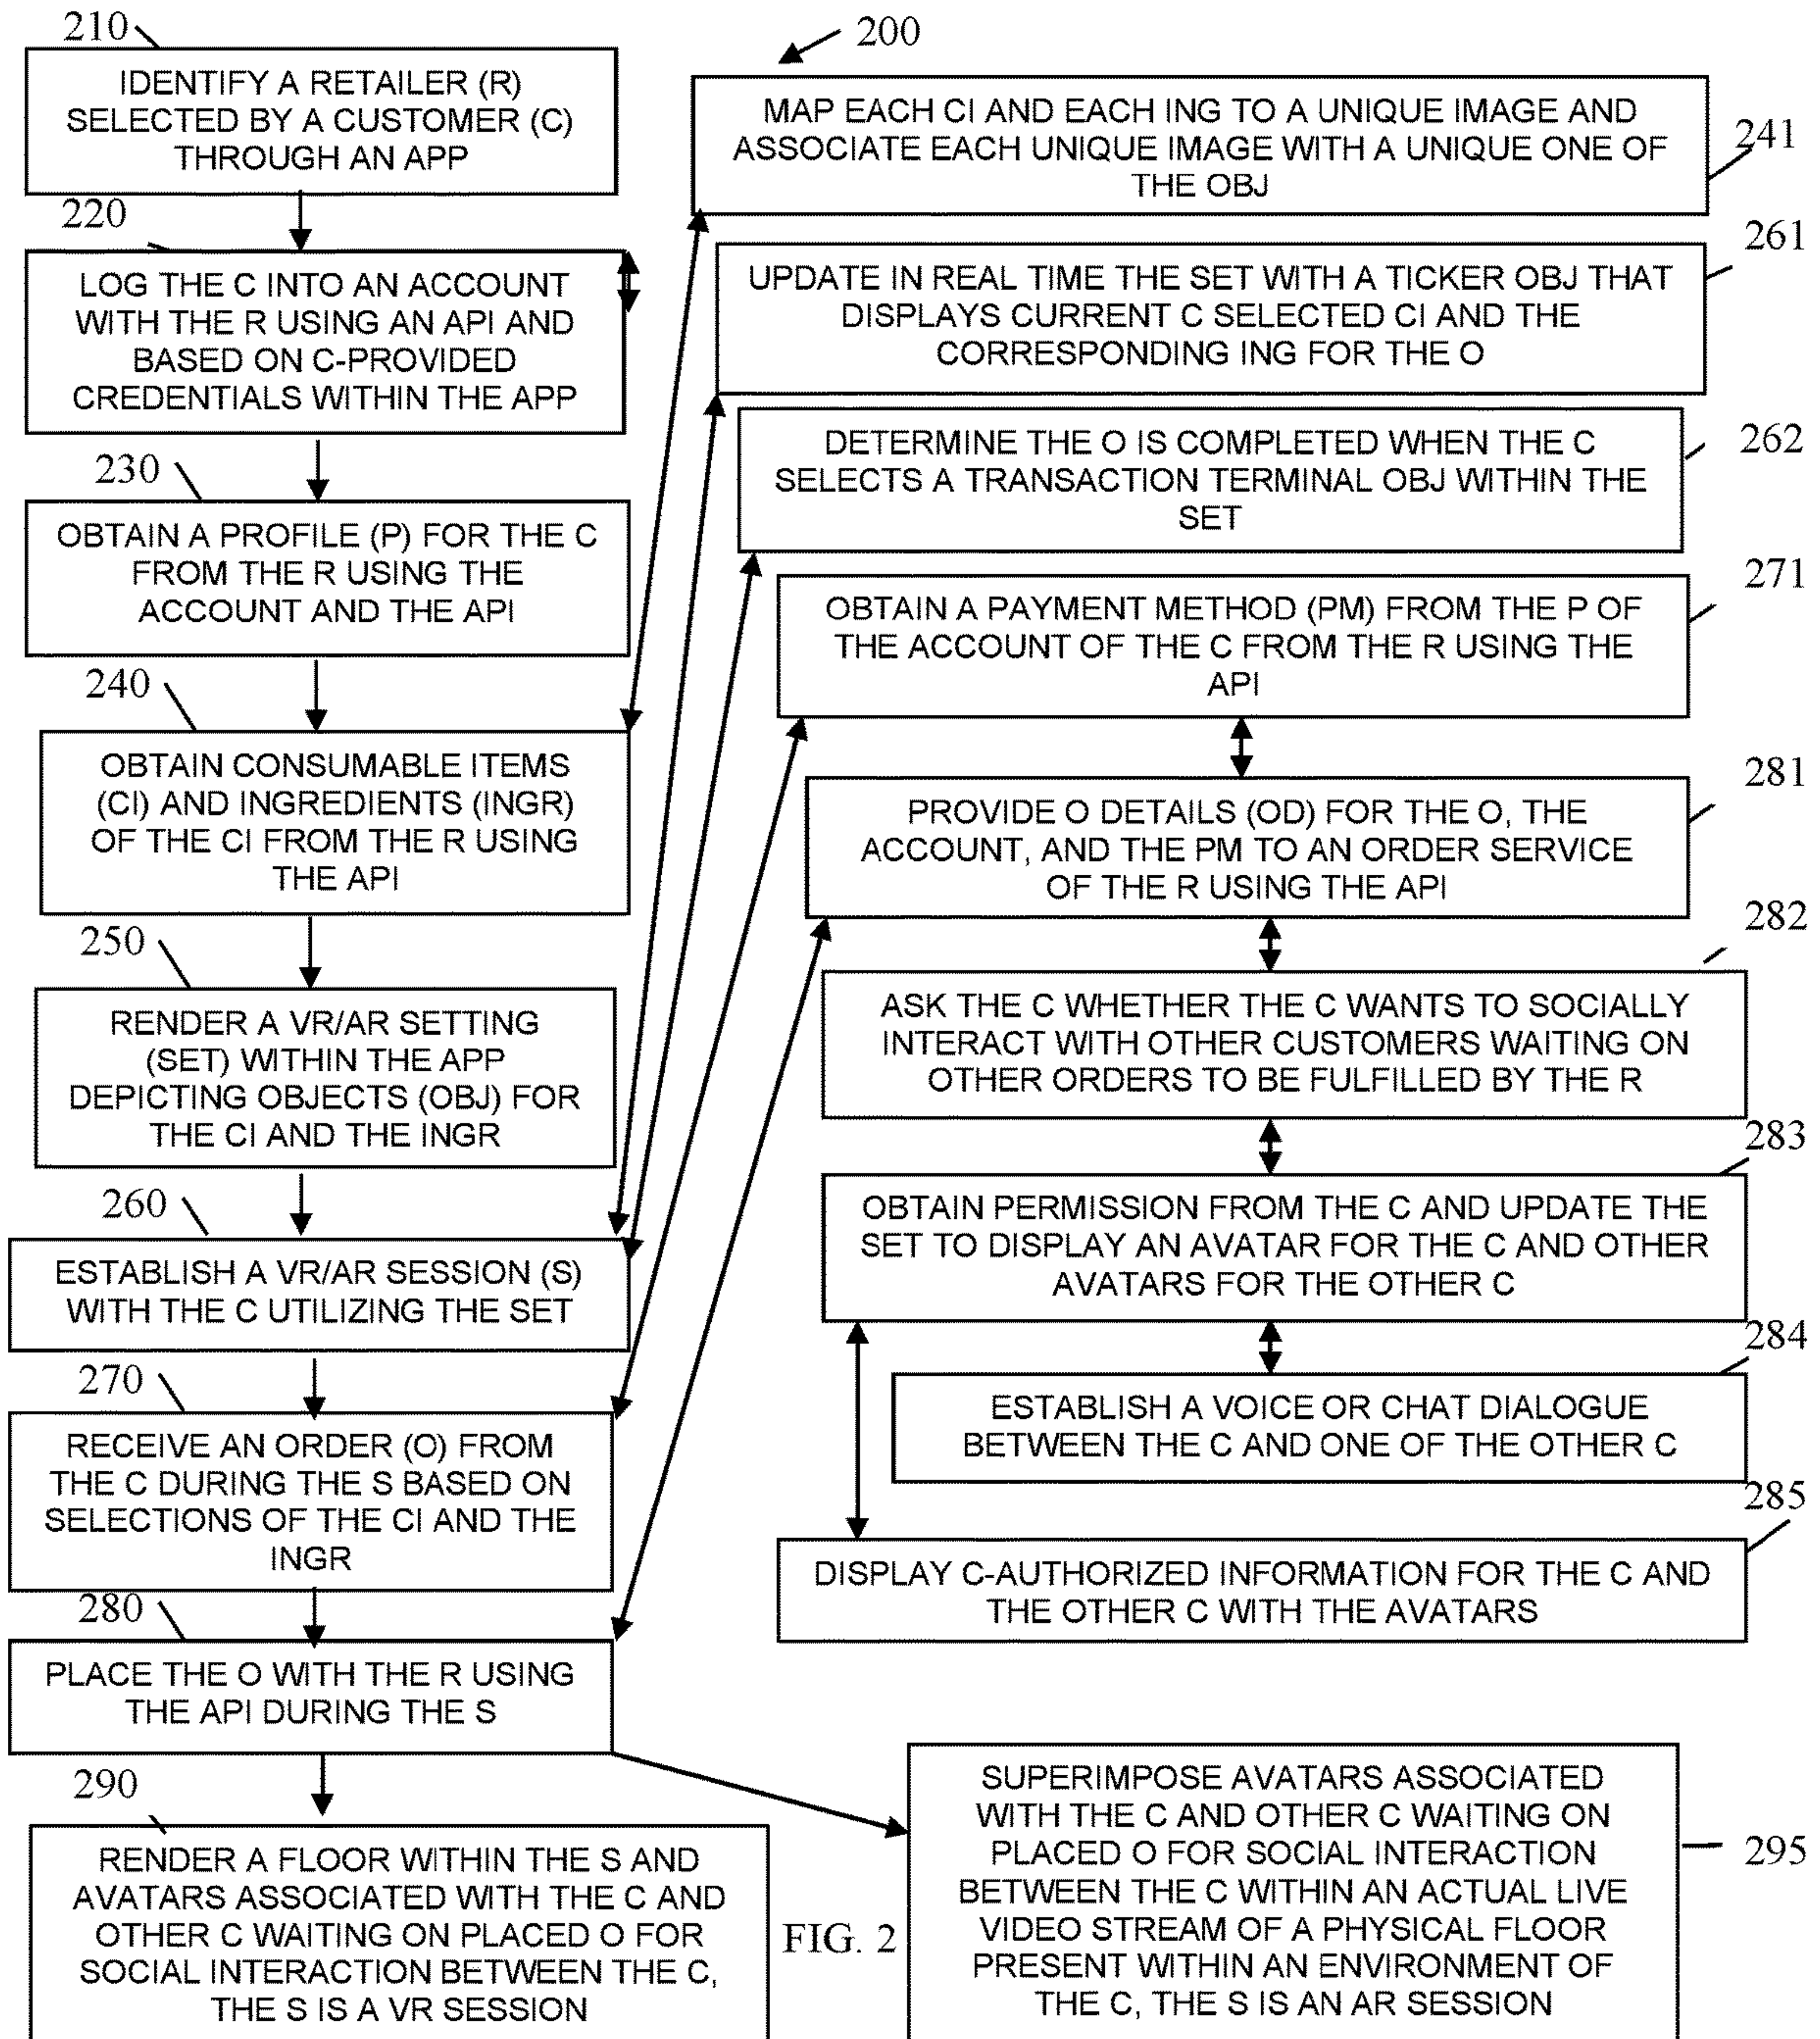 210
IDENTIFY A RETAILER (R)
SELECTED BY A CUSTOMER (C)
THROUGH AN APP
220
LOG THE C INTO AN ACCOUNT
WITH THE R USING AN API AND
BASED ON C-PROVIDED
CREDENTIALS WITHIN THE APP
230
OBTAIN A PROFILE (P) FOR THE C
FROM THE R USING THE
ACCOUNT AND THE API
240
OBTAIN CONSUMABLE ITEMS
(CI) AND INGREDIENTS (INGR)
OF THE CI FROM THE R USING
THE API
250
RENDER A VR/AR SETTING
(SET) WITHIN THE APP
DEPICTING OBJECTS (OBJ) FOR
THE CI AND THE INGR
260
ESTABLISH A VR/AR SESSION (S)
WITH THE C UTILIZING THE SET
270
RECEIVE AN ORDER (O) FROM
THE C DURING THE S BASED ON
SELECTIONS OF THE CI AND THE
INGR
280
PLACE THE O WITH THE R USING
THE API DURING THE S
290
RENDER A FLOOR WITHIN THE S AND
AVATARS ASSOCIATED WITH THE C AND
OTHER C WAITING ON PLACED O FOR
SOCIAL INTERACTION BETWEEN THE C,
THE S IS A VR SESSION
200
MAP EACH CI AND EACH ING TO A UNIQUE IMAGE AND
ASSOCIATE EACH UNIQUE IMAGE WITH A UNIQUE ONE OF
THE OBJ
241
UPDATE IN REAL TIME THE SET WITH A TICKER OBJ THAT
DISPLAYS CURRENT C SELECTED CI AND THE
CORRESPONDING ING FOR THE O
261
DETERMINE THE O IS COMPLETED WHEN THE C
SELECTS A TRANSACTION TERMINAL OBJ WITHIN THE
SET
262
OBTAIN A PAYMENT METHOD (PM) FROM THE P OF
THE ACCOUNT OF THE C FROM THE R USING THE
API
271
PROVIDE O DETAILS (OD) FOR THE O, THE
ACCOUNT, AND THE PM TO AN ORDER SERVICE
OF THE R USING THE API
281
282
ASK THE C WHETHER THE C WANTS TO SOCIALLY
INTERACT WITH OTHER CUSTOMERS WAITING ON
OTHER ORDERS TO BE FULFILLED BY THE R
283
OBTAIN PERMISSION FROM THE C AND UPDATE THE
SET TO DISPLAY AN AVATAR FOR THE C AND OTHER
AVATARS FOR THE OTHER C
284
ESTABLISH A VOICE OR CHAT DIALOGUE
BETWEEN THE C AND ONE OF THE OTHER C
285
DISPLAY C-AUTHORIZED INFORMATION FOR THE C AND
THE OTHER C WITH THE AVATARS
SUPERIMPOSE AVATARS ASSOCIATED
WITH THE C AND OTHER C WAITING ON
PLACED O FOR SOCIAL INTERACTION
BETWEEN THE C WITHIN AN ACTUAL LIVE
VIDEO STREAM OF A PHYSICAL FLOOR
PRESENT WITHIN AN ENVIRONMENT OF
THE C, THE S IS AN AR SESSION
295
FIG. 2